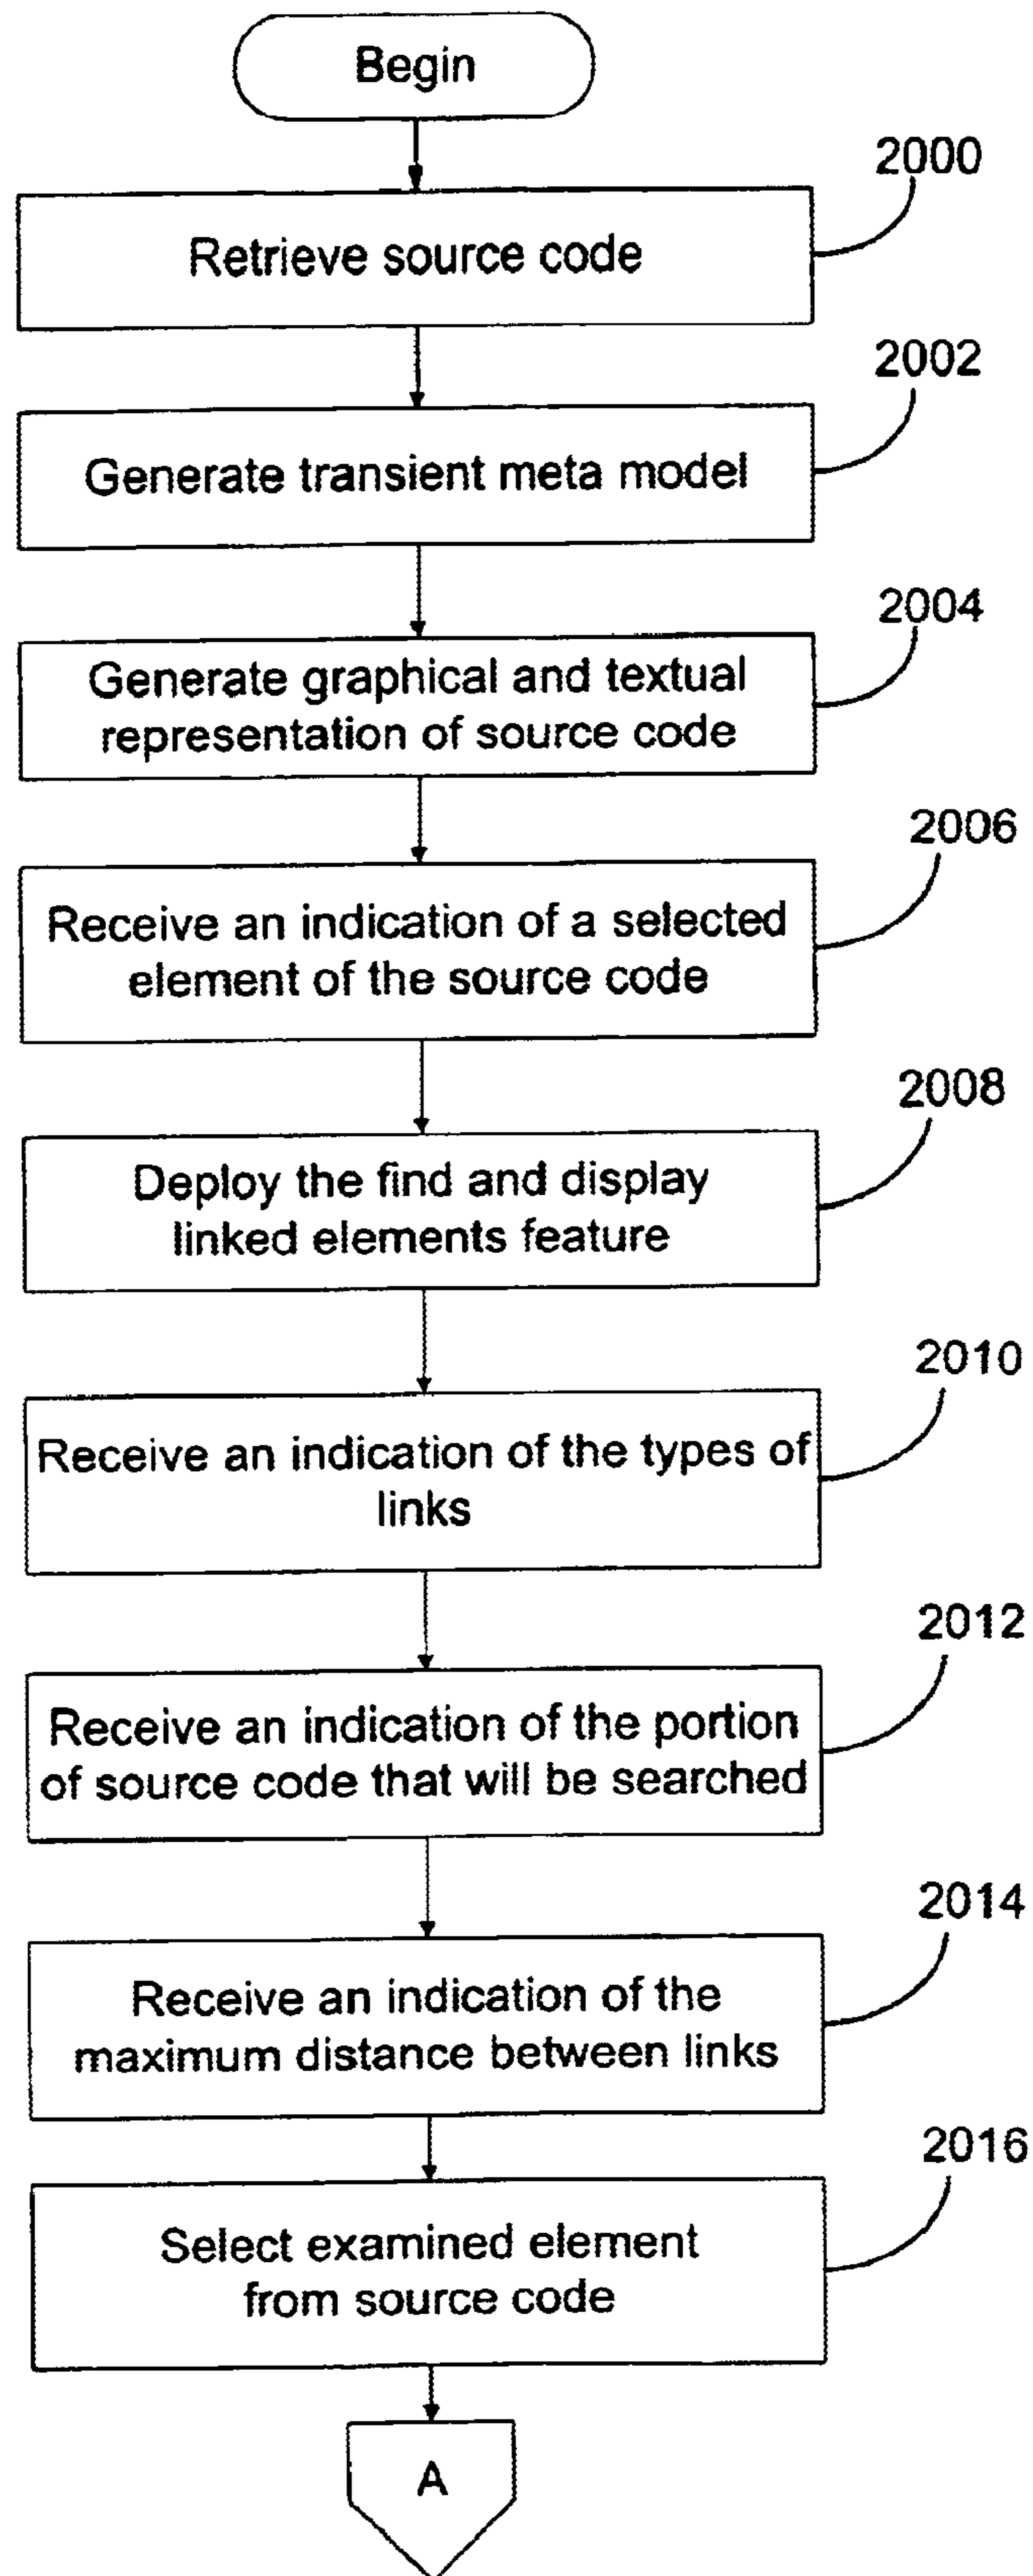 Begin
2000
Retrieve source code
2002
Generate transient meta model
2004
Generate graphical and textual
representation of source code
2006
Receive an indication of a selected
element of the source code
2008
Deploy the find and display
linked elements feature
2010
Receive an indication of the types of
links
2012
Receive an indication of the portion
of source code that will be searched
2014
Receive an indication of the
maximum distance between links
2016
Select examined element
from source code
A